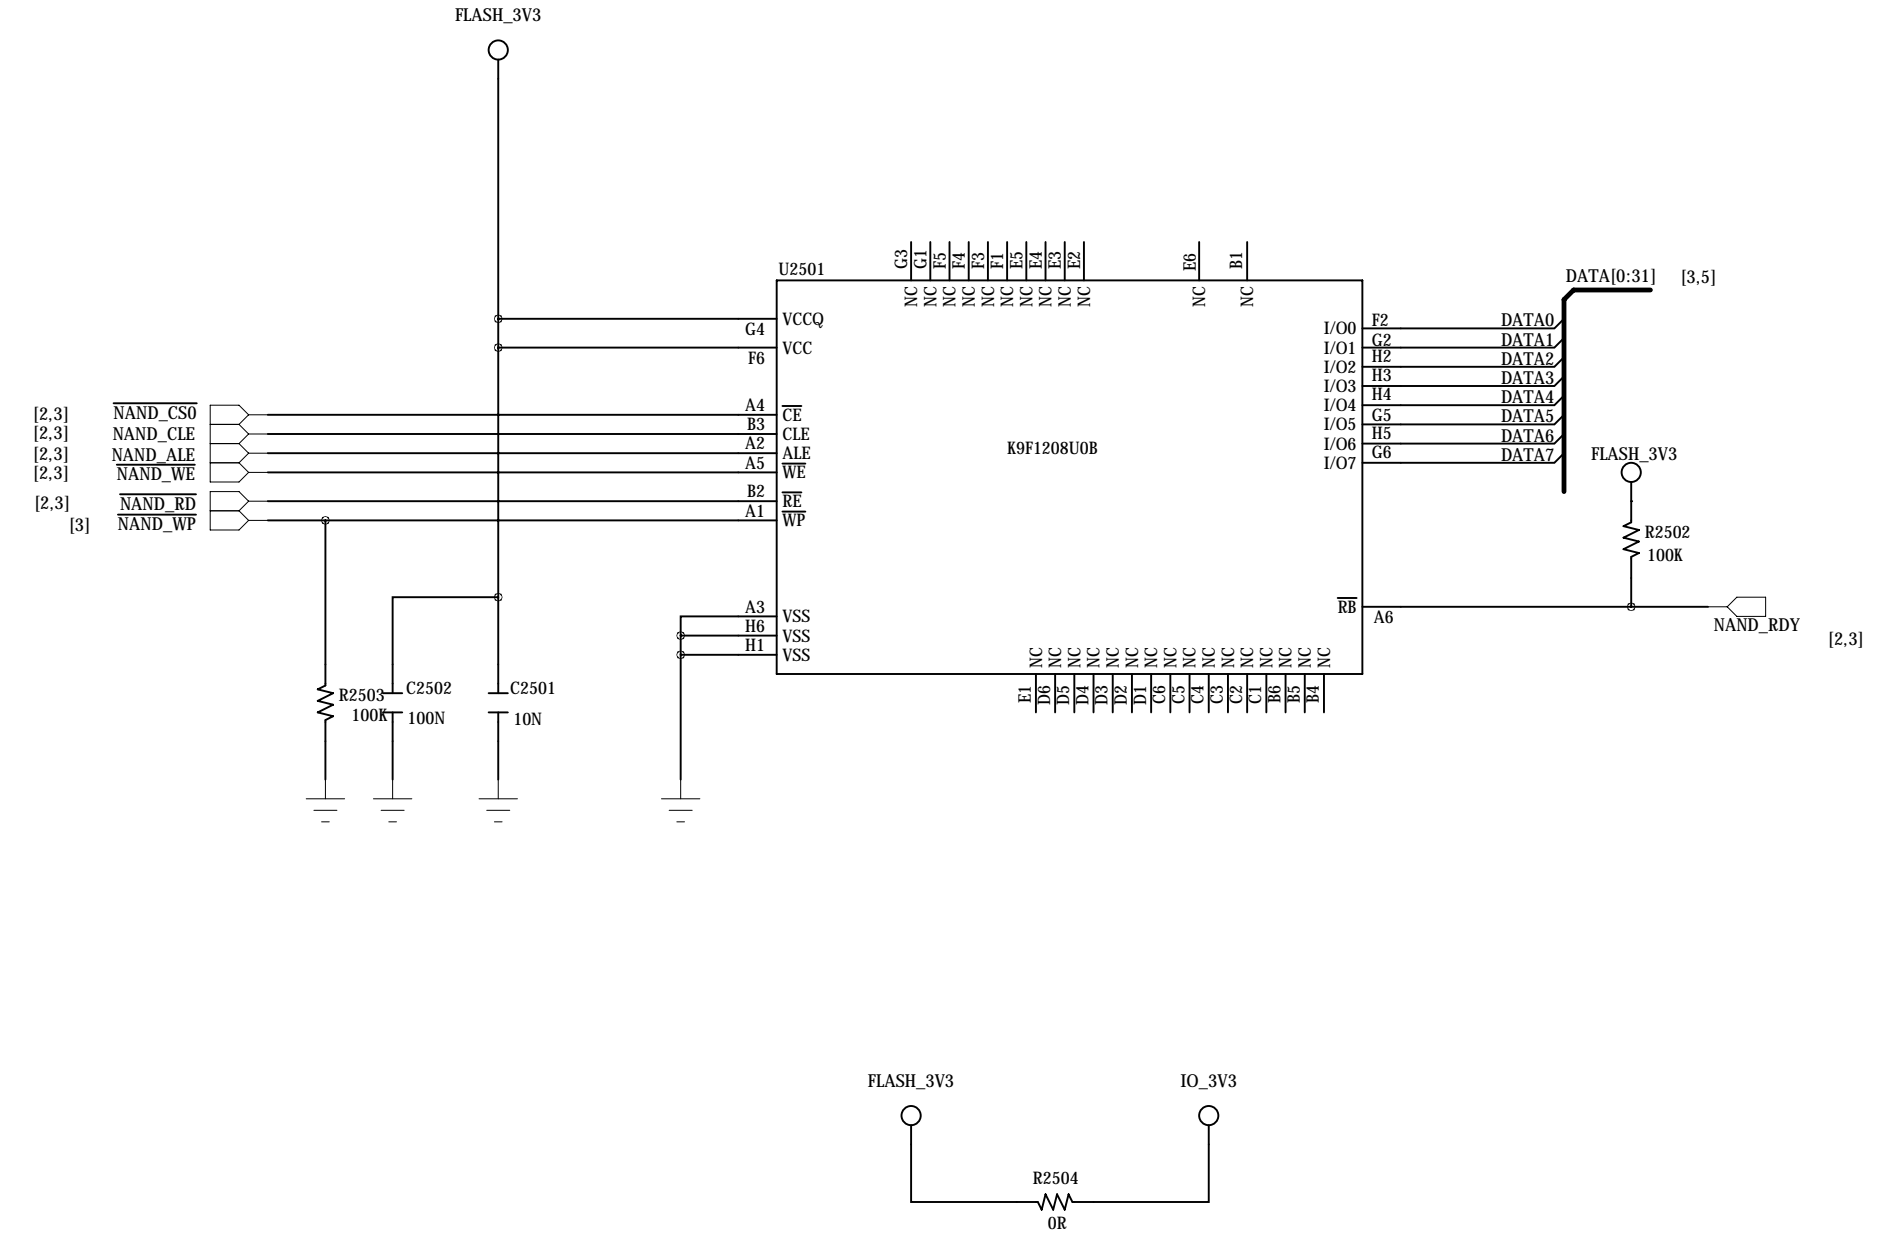 FLASH_3V3
U2501
G3 G1 F5 F4 F3 F1 E5 E4 E3 E2 E6 B1
NC NC NC NC NC NC NC NC NC NC NC NC
DATA[0:31] [3,5]
G4 VCCQ
F6 VCC
I/O0 F2 DATA0
I/O1 G2 DATA1
I/O2 H2 DATA2
I/O3 H3 DATA3
I/O4 H4 DATA4
I/O5 G5 DATA5
I/O6 H5 DATA6
I/O7 G6 DATA7
[2,3] NAND_CS0 A4 CE
[2,3] NAND_CLE B3 CLE
[2,3] NAND_ALE A2 ALE
[2,3] NAND_WE A5 WE
[2,3] NAND_RD B2 RE
[3] NAND_WP A1 WP
K9F1208U0B
FLASH_3V3
R2502
100K
A3 VSS
H6 VSS
H1 VSS
RB A6
NAND_RDY
[2,3]
NC NC NC NC NC NC NC NC NC NC NC NC NC NC NC NC
E1 D6 D5 D4 D3 D2 D1 C6 C5 C4 C3 C2 C1 B6 B5 B4
R2503
100K
C2502
100N
C2501
10N
FLASH_3V3
IO_3V3
R2504
0R